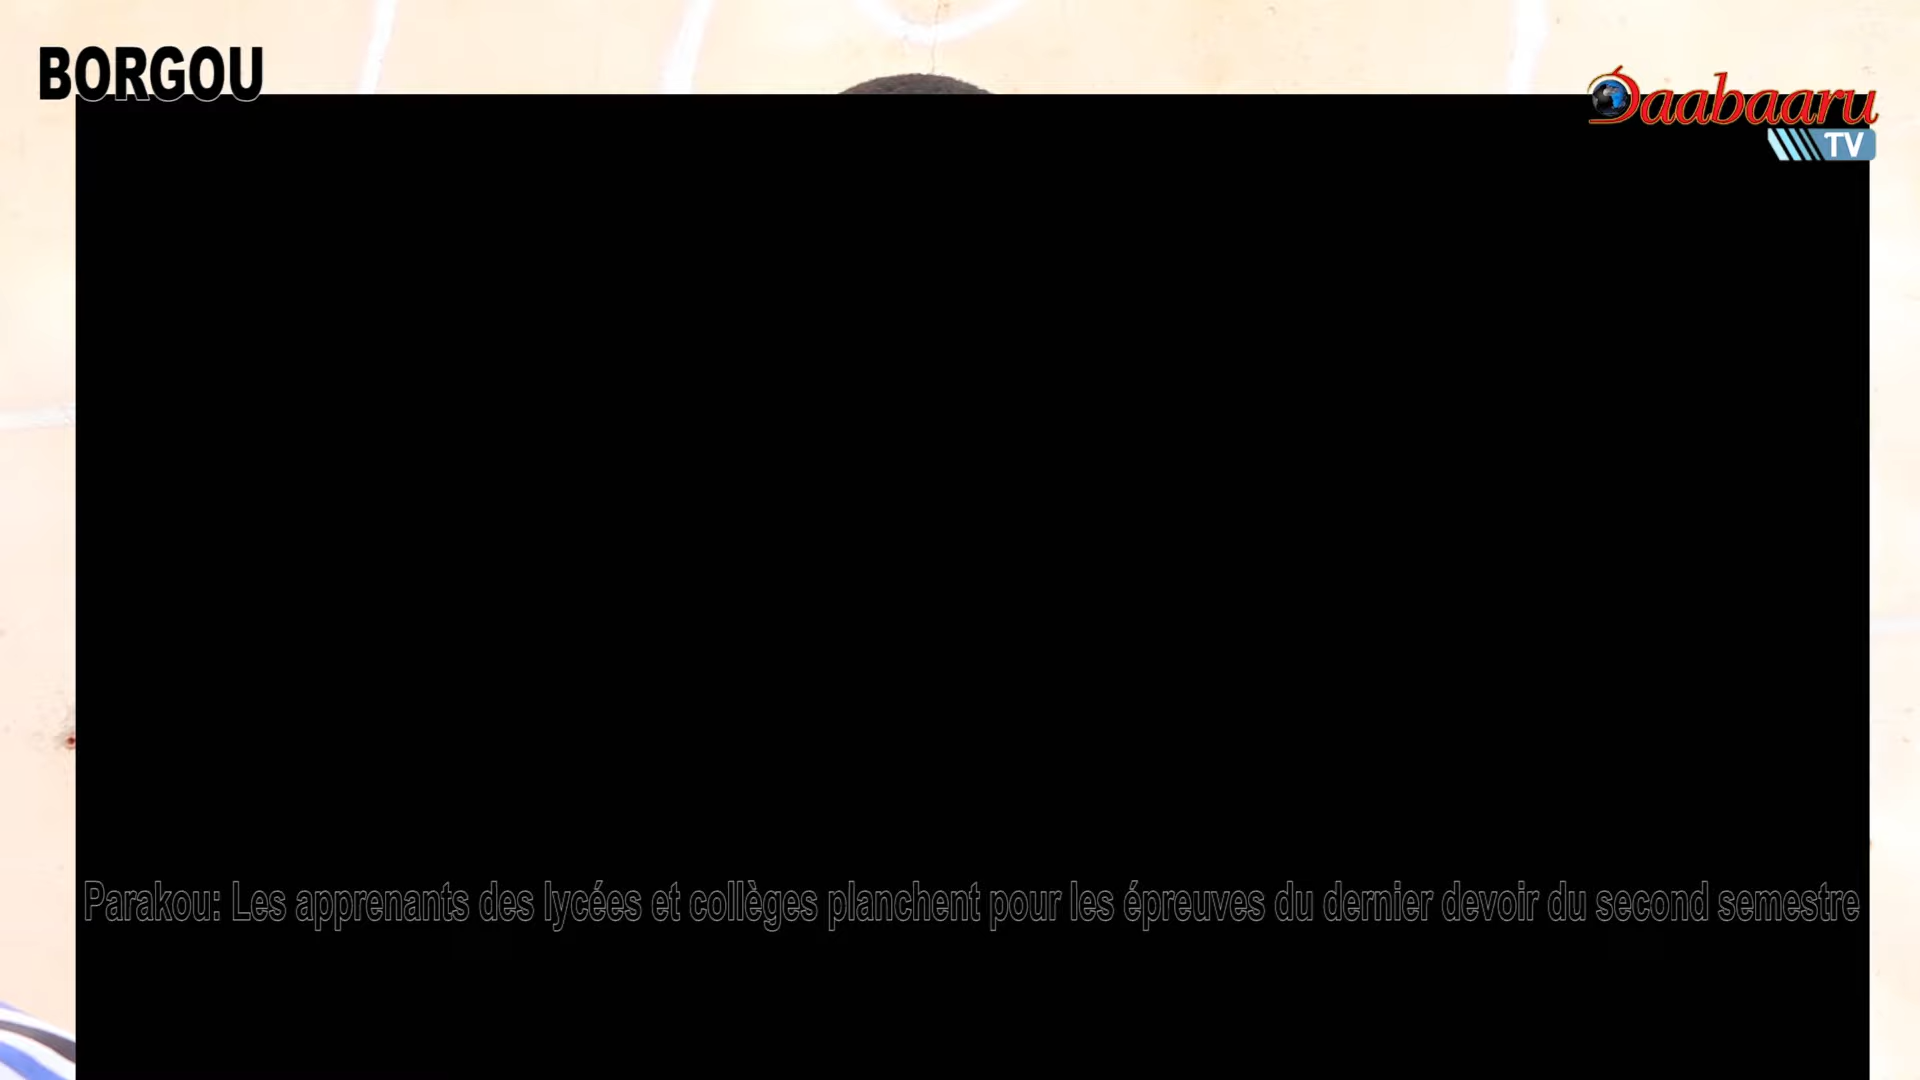 BORGOU
Daabaaru
TV
Parakou: Les apprenants des lycées et collèges planchent pour les épreuves du dernier devoir du second semestre